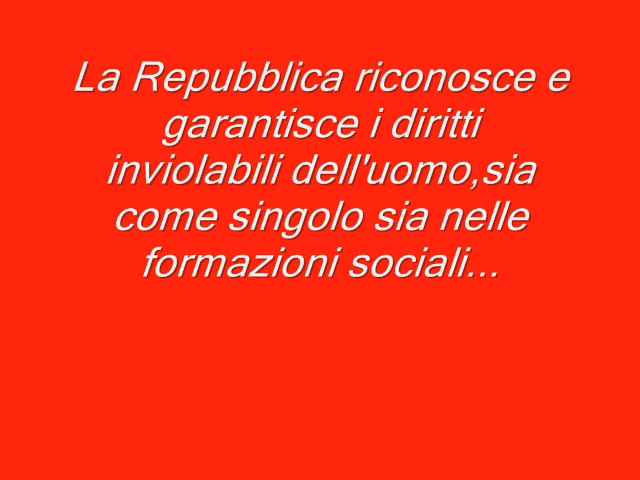 La Repubblica riconosce e
garantisce i diritti
inviolabili dell'uomo,sia
come singolo sia nelle
formazioni sociali...